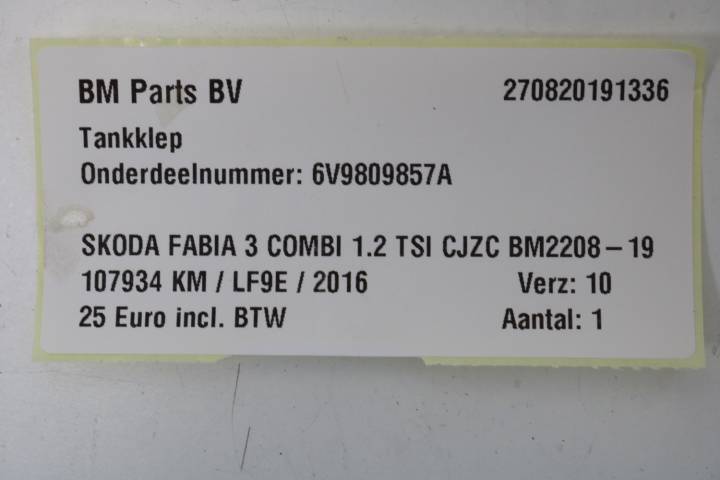 BM Parts BV 270820191336
Tankklep
Onderdeelnummer: 6V9809857A
SKODA FABIA 3 COMBI 1.2 TSI CJZC BM2208-19
107934 KM / LF9E / 2016 Verz: 10
25 Euro incl. BTW Aantal: 1